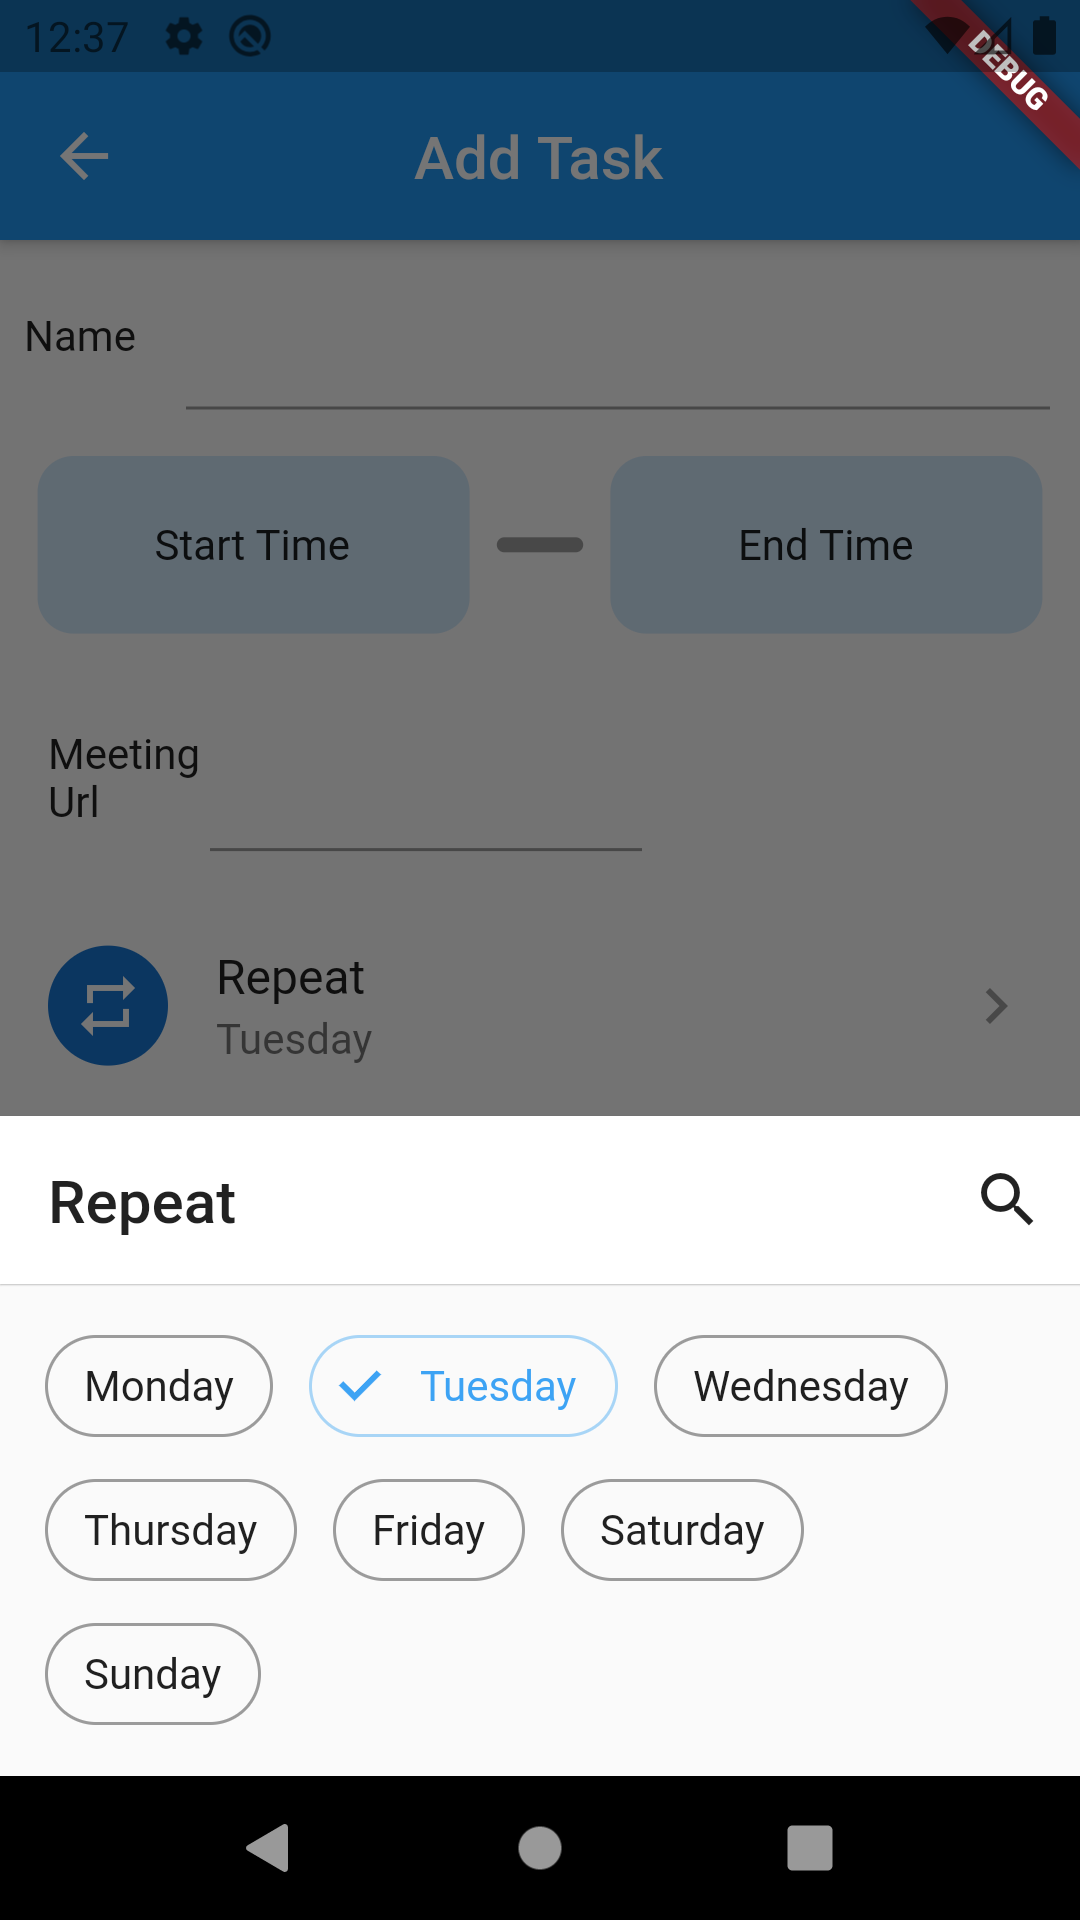 12:37
DEBUG
Add Task
Name
Start Time
End Time
Meeting
Url
Repeat
Tuesday
Repeat
Monday
Tuesday
Wednesday
Thursday
Friday
Saturday
Sunday